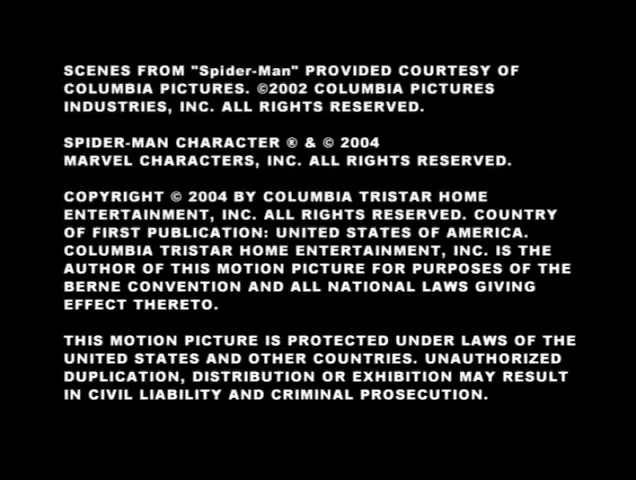 SCENES FROM "Spider-Man" PROVIDED COURTESY OF
COLUMBIA PICTURES. ©2002 COLUMBIA PICTURES
INDUSTRIES, INC. ALL RIGHTS RESERVED.
SPIDER-MAN CHARACTER ® & © 2004
MARVEL CHARACTERS, INC. ALL RIGHTS RESERVED.
COPYRIGHT © 2004 BY COLUMBIA TRISTAR HOME
ENTERTAINMENT, INC. ALL RIGHTS RESERVED. COUNTRY
OF FIRST PUBLICATION: UNITED STATES OF AMERICA.
COLUMBIA TRISTAR HOME ENTERTAINMENT, INC. IS THE
AUTHOR OF THIS MOTION PICTURE FOR PURPOSES OF THE
BERNE CONVENTION AND ALL NATIONAL LAWS GIVING
EFFECT THERETO.
THIS MOTION PICTURE IS PROTECTED UNDER LAWS OF THE
UNITED STATES AND OTHER COUNTRIES. UNAUTHORIZED
DUPLICATION, DISTRIBUTION OR EXHIBITION MAY RESULT
IN CIVIL LIABILITY AND CRIMINAL PROSECUTION.